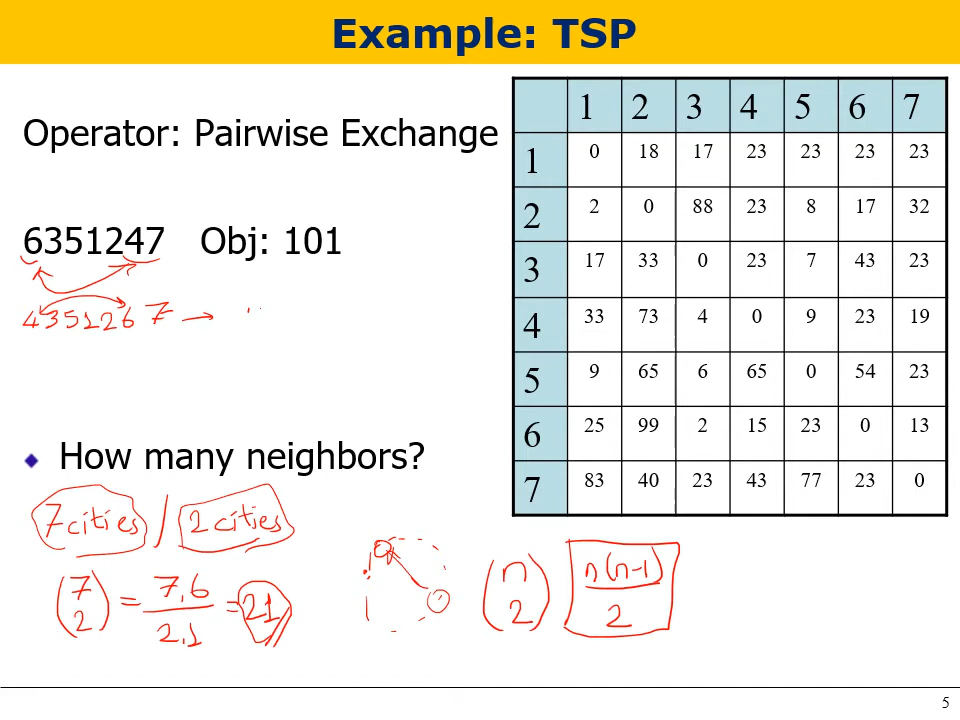 Example: TSP
Operator: Pairwise Exchange
6351247 Obj: 101
4351267 →
How many neighbors?
7 cities / 2 cities
(7 2) = 7.6 / 2.1 = 21
(n 2) n(n-1) / 2
1 2 3 4 5 6 7
1 0 18 17 23 23 23 23
2 2 0 88 23 8 17 32
3 17 33 0 23 7 43 23
4 33 73 4 0 9 23 19
5 9 65 6 65 0 54 23
6 25 99 2 15 23 0 13
7 83 40 23 43 77 23 0
5